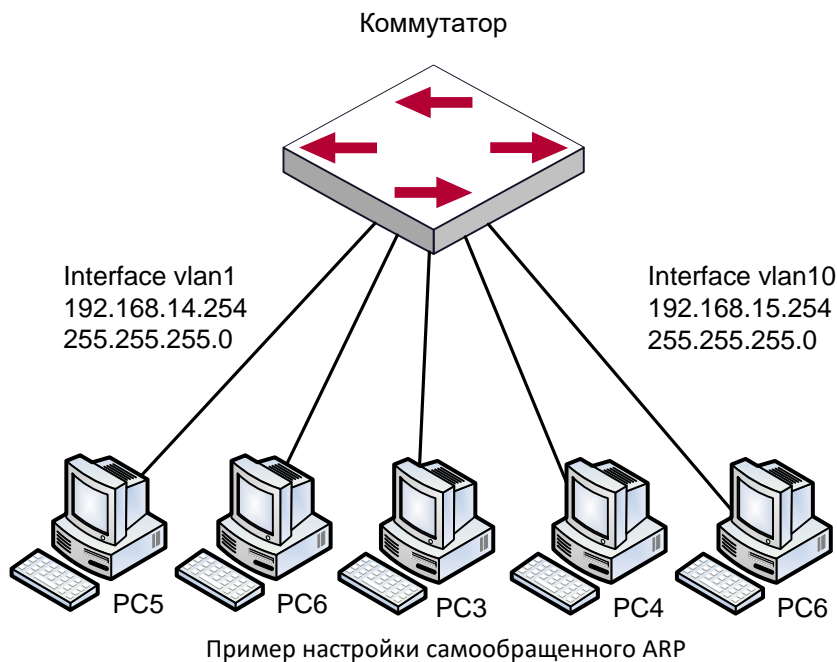 Коммутатор
Interface vlan1
192.168.14.254
255.255.255.0
Interface vlan10
192.168.15.254
255.255.255.0
PC5
PC6
PC3
PC4
PC6
Пример настройки самообращенного ARP